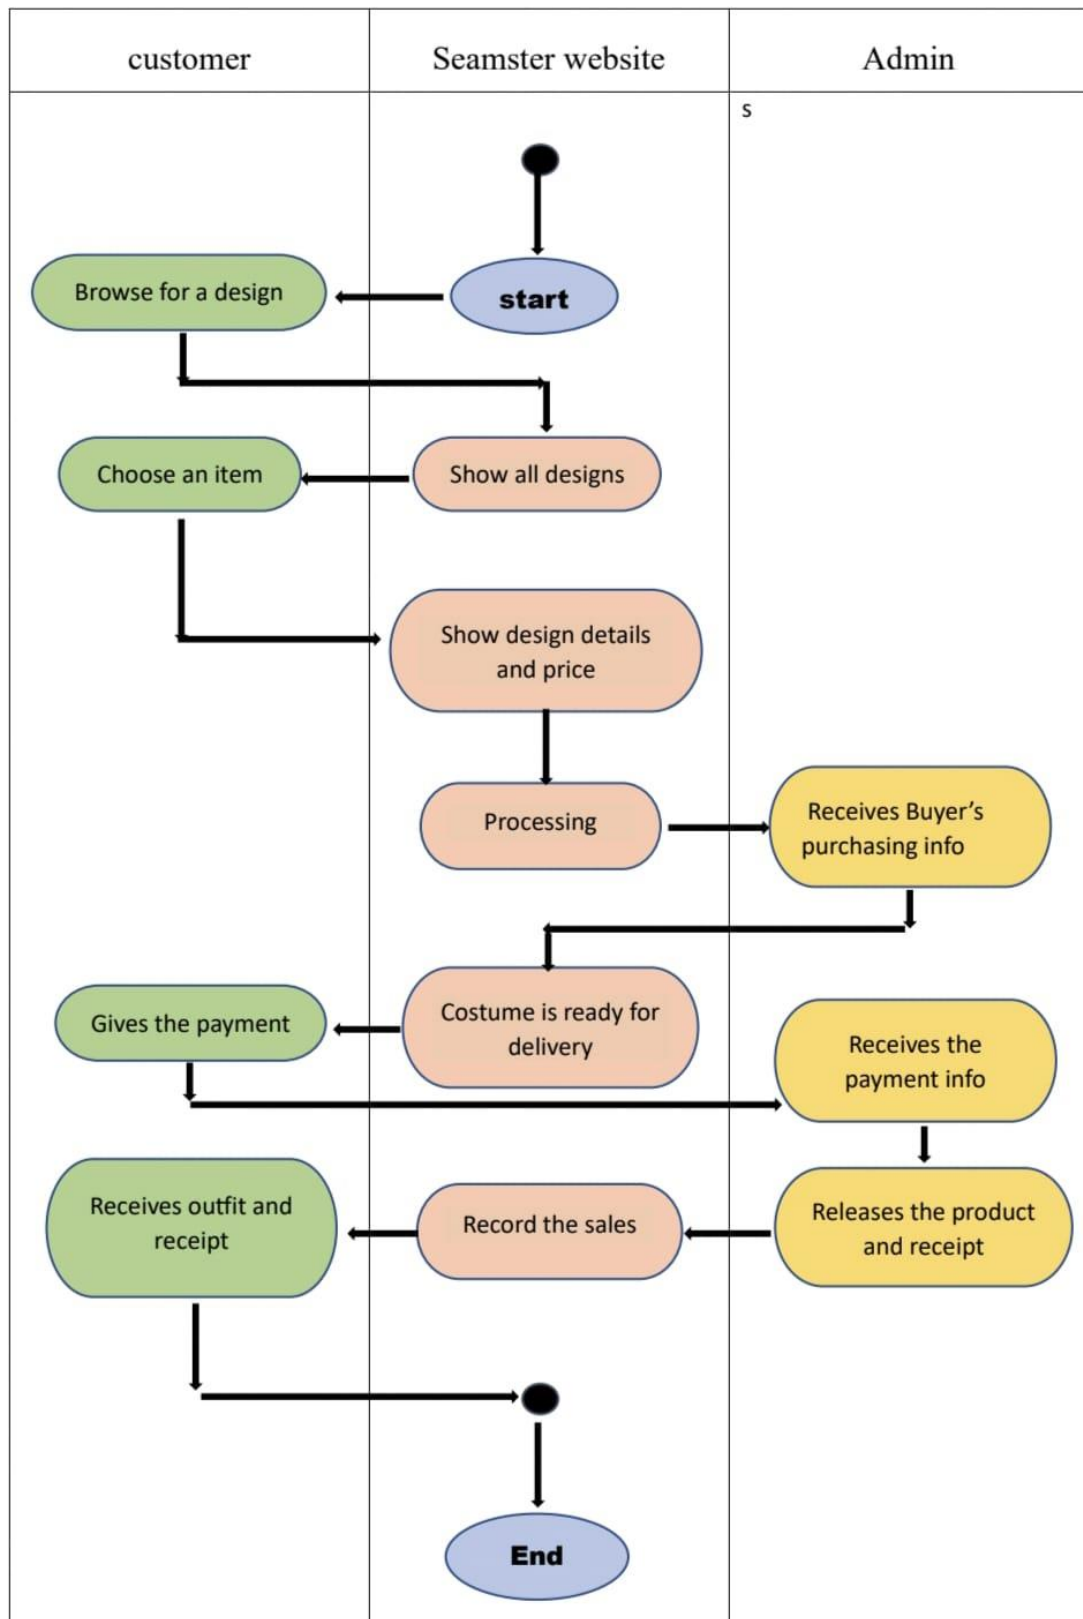 customer
Seamster website
Admin
s
start
Browse for a design
Choose an item
Show all designs
Show design details
and price
Processing
Receives Buyer’s
purchasing info
Gives the payment
Costume is ready for
delivery
Receives the
payment info
Receives outfit and
receipt
Record the sales
Releases the product
and receipt
End